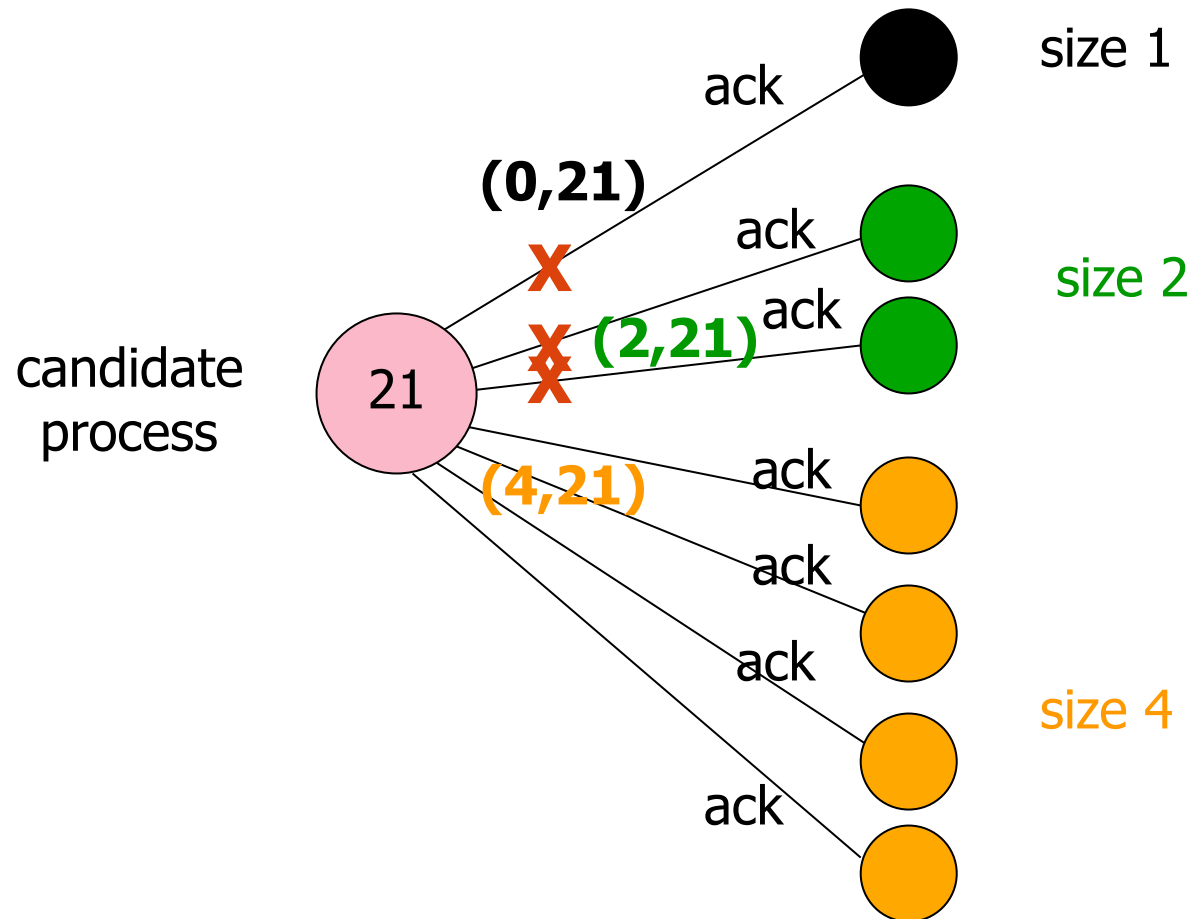 size 1
ack
(0,21)
ack
size 2
X
ack
X
(2,21)
X
candidate
process
21
ack
(4,21)
ack
ack
size 4
ack